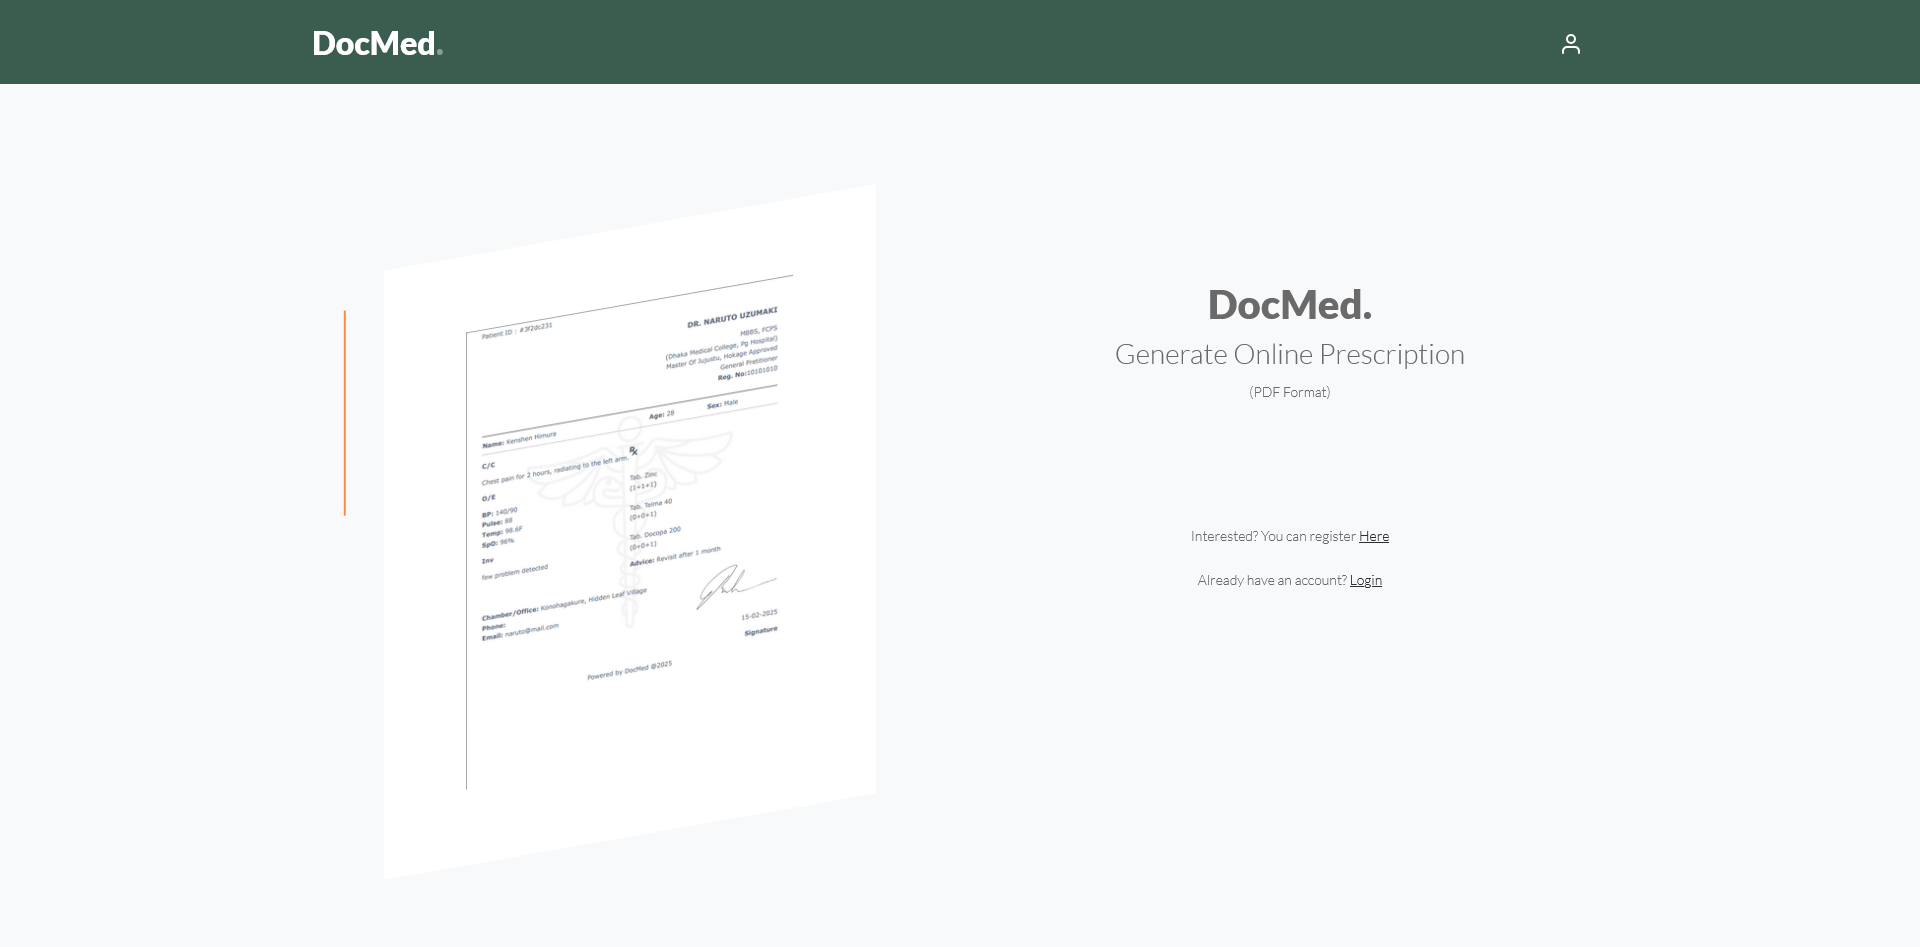 DocMed.
Patient ID : #3f2dc231
DR. NARUTO UZUMAKI
MBBS, FCPS
(Dhaka Medical College, Pg Hospital)
Master Of Jujustu, Hokage Approved
General Pretitioner
Reg. No:10101010
Name: Kenshen Himura Age: 28 Sex: Male
C/C
Chest pain for 2 hours, radiating to the left arm.
O/E
BP: 140/90
Pulse: 88
Temp: 98.6F
SpO: 96%
Inv
few problem detected
℞
Tab. Zinc
(1+1+1)
Tab. Telma 40
(0+0+1)
Tab. Docopa 200
(0+0+1)
Advice: Revisit after 1 month
Chamber/Office: Konohagakure, Hidden Leaf Village
Phone:
Email: naruto@mail.com
15-02-2025
Signature
Powered by DocMed @2025
DocMed.
Generate Online Prescription
(PDF Format)
Interested? You can register Here
Already have an account? Login